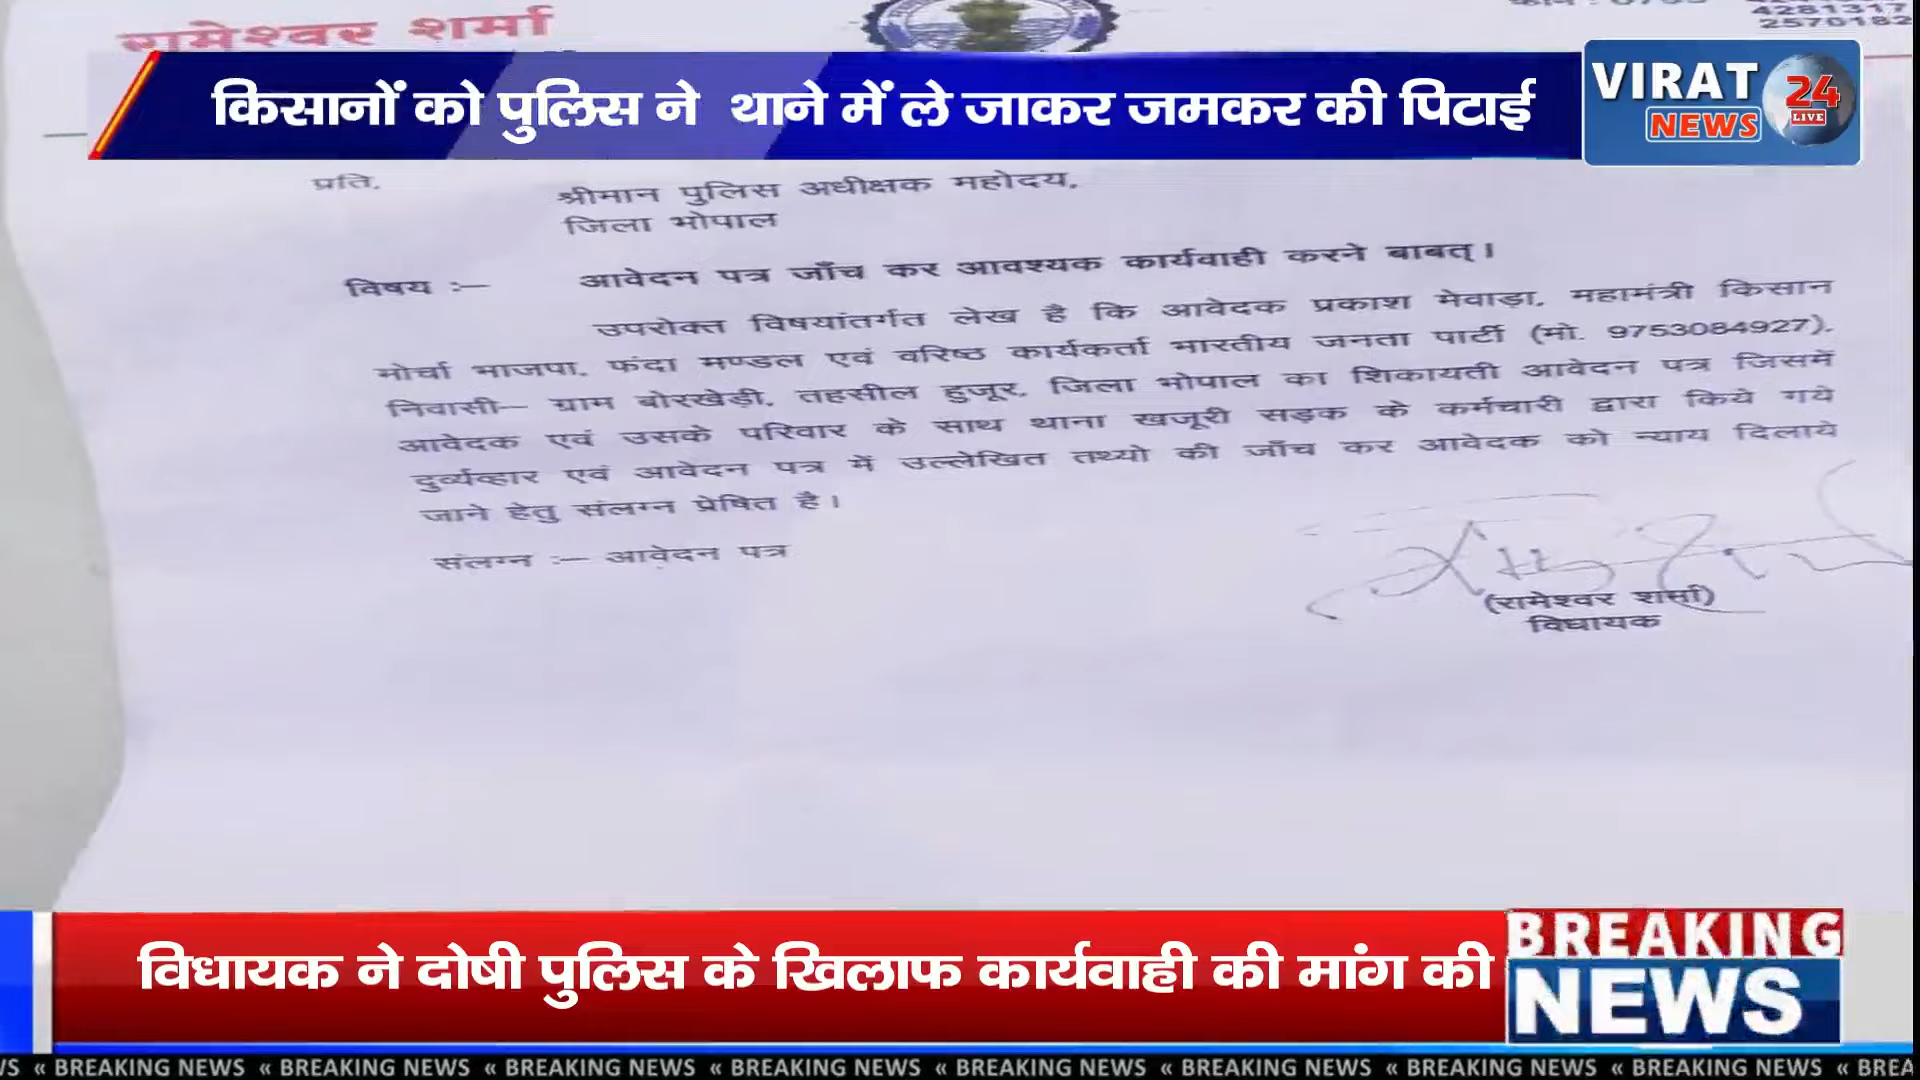 रामेश्वर शर्मा
281317
2570182
किसानों को पुलिस ने थाने में ले जाकर जमकर की पिटाई
VIRAT
NEWS
24
LIVE
प्रति,
श्रीमान पुलिस अधीक्षक महोदय,
जिला भोपाल
विषय :— आवेदन पत्र जाँच कर आवश्यक कार्यवाही करने बाबत्।
उपरोक्त विषयांतर्गत लेख है कि आवेदक प्रकाश मेवाड़ा, महामंत्री किसान
मोर्चा भाजपा, फंदा मण्डल एवं वरिष्ठ कार्यकर्ता भारतीय जनता पार्टी (मो. 9753084927),
निवासी— ग्राम बोरखेड़ी, तहसील हुजूर, जिला भोपाल का शिकायती आवेदन पत्र जिसमें
आवेदक एवं उसके परिवार के साथ थाना खजूरी सड़क के कर्मचारी द्वारा किये गये
दुर्व्यव्हार एवं आवेदन पत्र में उल्लेखित तथ्यो की जाँच कर आवेदक को न्याय दिलाये
जाने हेतु संलग्न प्रेषित है।
संलग्न :— आवेदन पत्र
(रामेश्वर शर्मा)
विधायक
विधायक ने दोषी पुलिस के खिलाफ कार्यवाही की मांग की
BREAKING
NEWS
« BREAKING NEWS « BREAKING NEWS « BREAKING NEWS « BREAKING NEWS « BREAKING NEWS « BREAKING NEWS « BREAKING NEWS « BREAKING NEWS «